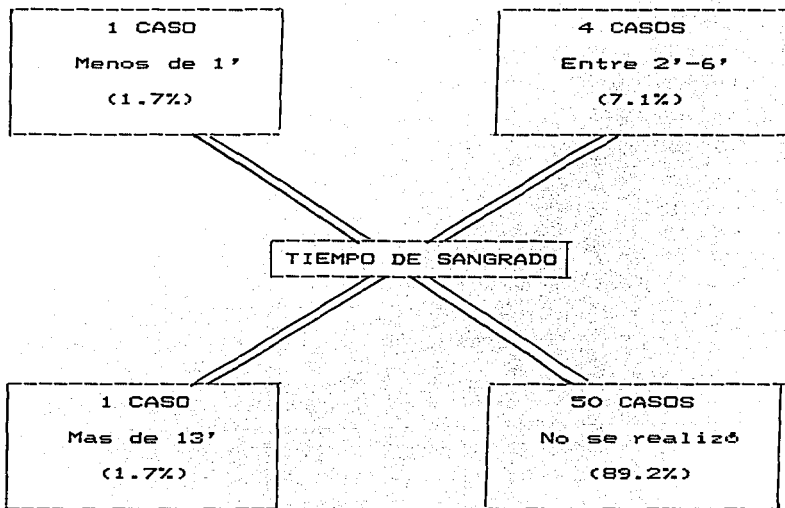 1 CASO
Menos de 1'
(1.7%)
4 CASOS
Entre 2'-6'
(7.1%)
TIEMPO DE SANGRADO
1 CASO
Mas de 13'
(1.7%)
50 CASOS
No se realizó
(89.2%)